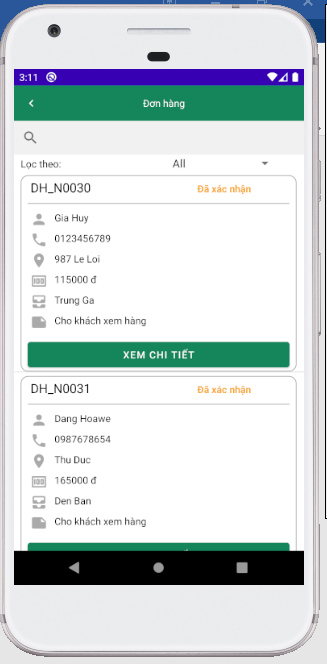 3:11
Đơn hàng
Lọc theo: All
DH_N0030 Đã xác nhận
Gia Huy
0123456789
987 Le Loi
115000 đ
Trung Ga
Cho khách xem hàng
XEM CHI TIẾT
DH_N0031 Đã xác nhận
Dang Hoawe
0987678654
Thu Duc
165000 đ
Den Ban
Cho khách xem hàng